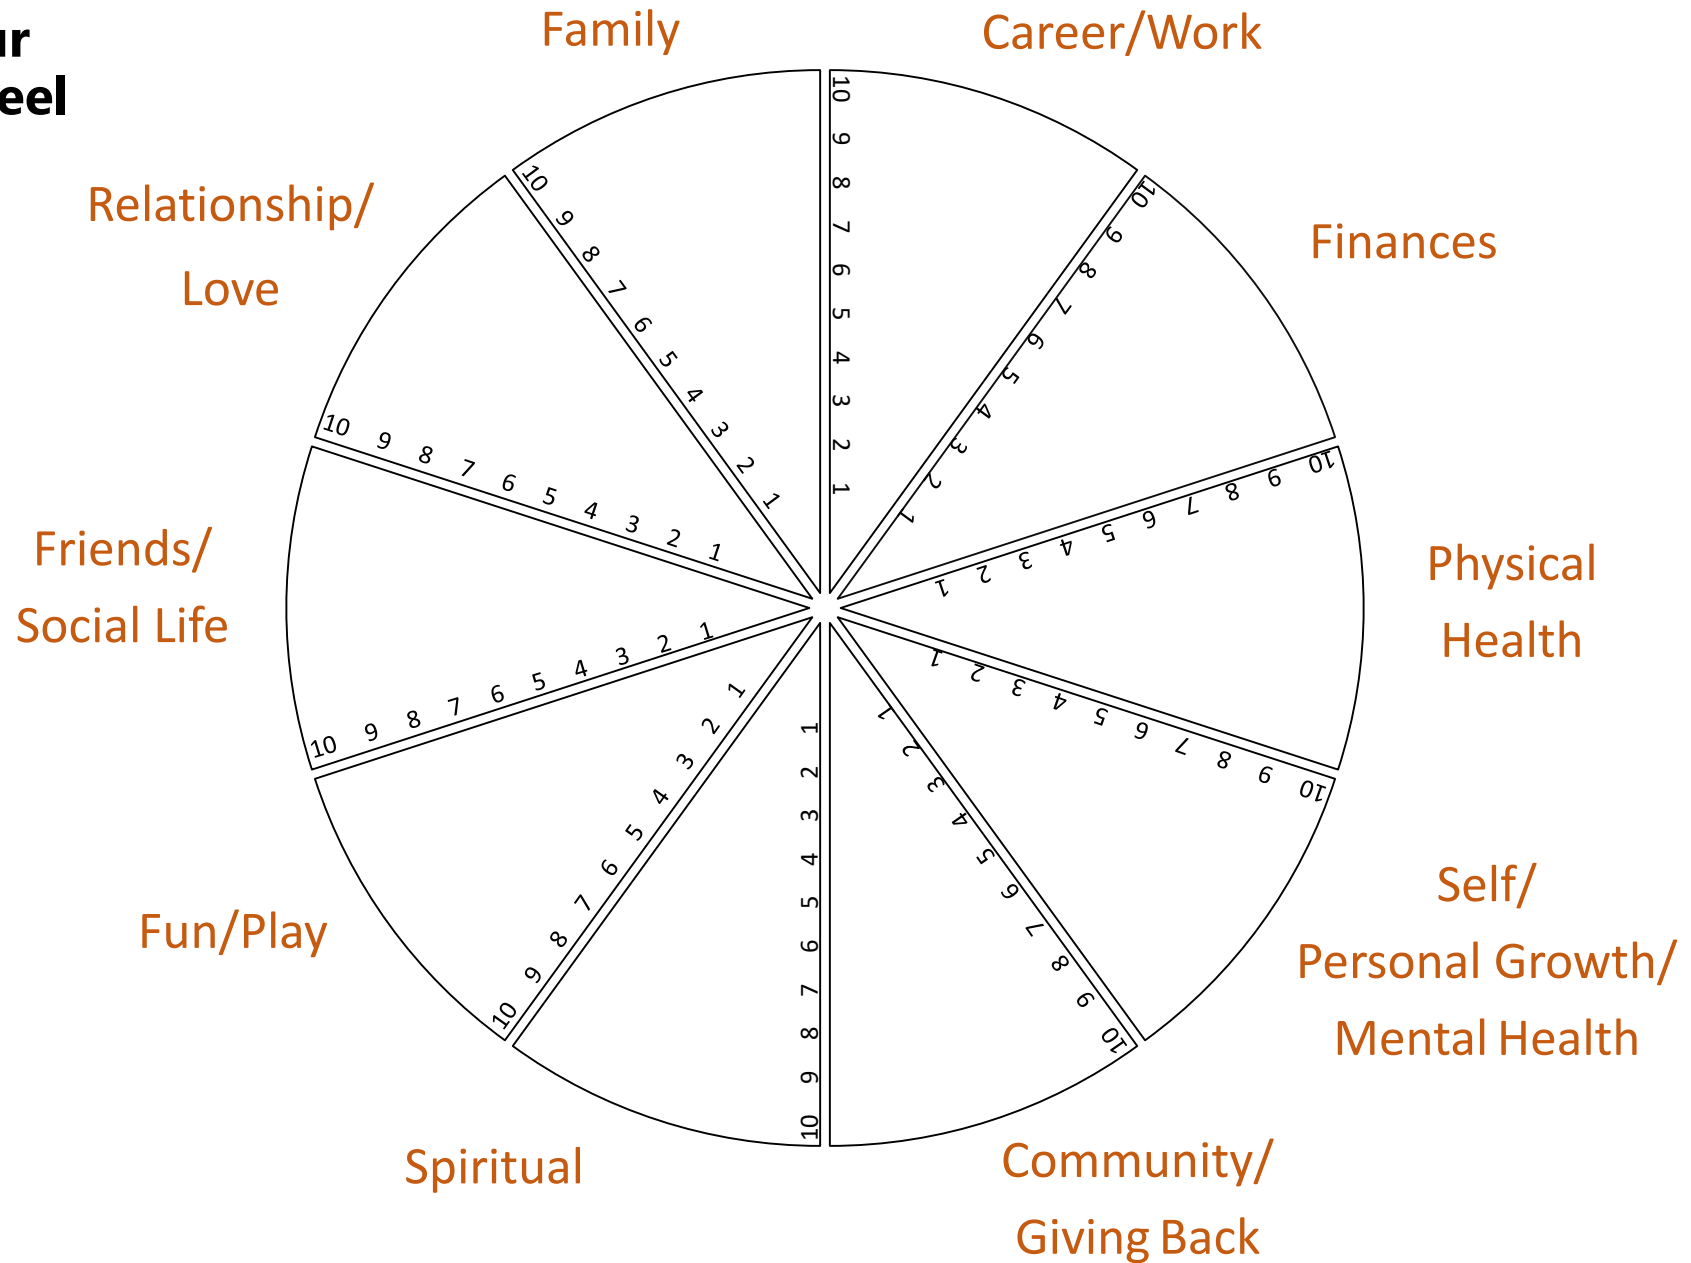 ur
eel
Family
10 9 8 7 6 5 4 3 2 1
Career/Work
10 9 8 7 6 5 4 3 2 1
Finances
10 9 8 7 6 5 4 3 2 1
Physical
Health
10 9 8 7 6 5 4 3 2 1
Self/
Personal Growth/
Mental Health
10 9 8 7 6 5 4 3 2 1
Community/
Giving Back
10 9 8 7 6 5 4 3 2 1
Spiritual
10 9 8 7 6 5 4 3 2 1
Fun/Play
10 9 8 7 6 5 4 3 2 1
Friends/
Social Life
10 9 8 7 6 5 4 3 2 1
Relationship/
Love
10 9 8 7 6 5 4 3 2 1